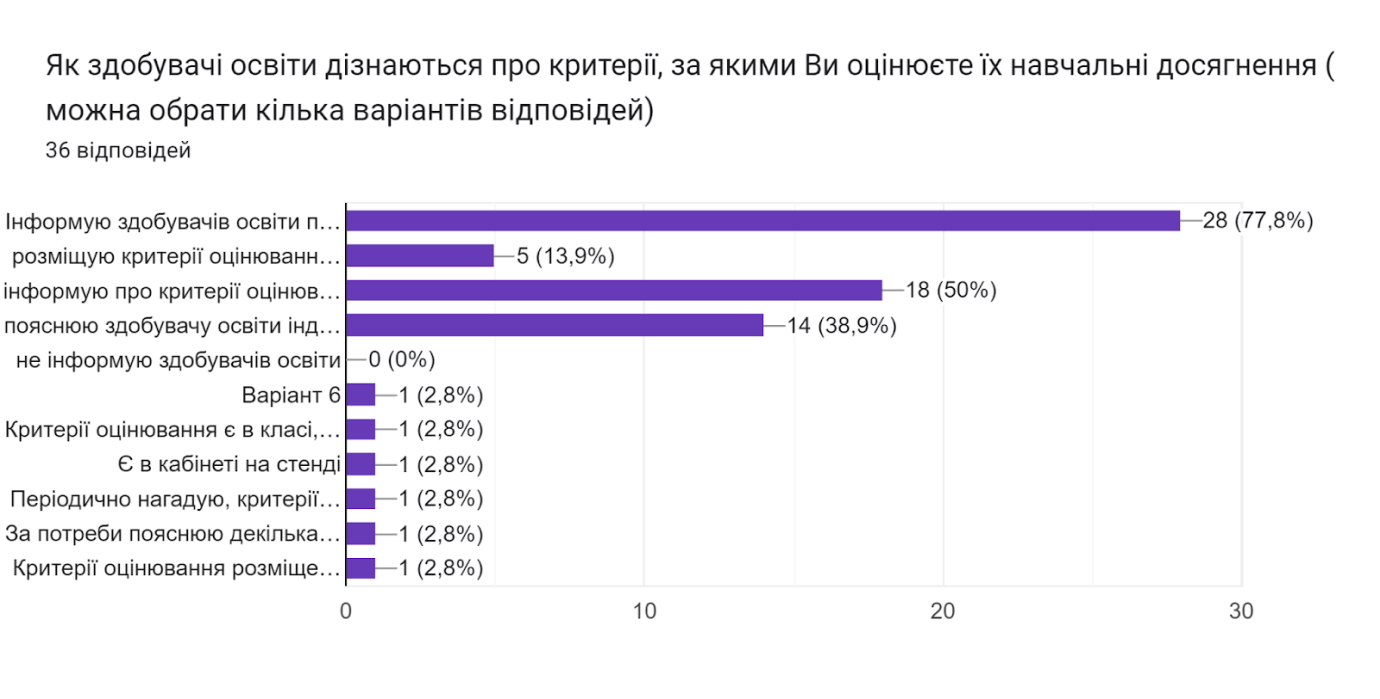 Як здобувачі освіти дізнаються про критерії, за якими Ви оцінюєте їх навчальні досягнення (
можна обрати кілька варіантів відповідей)
36 відповідей
Інформую здобувачів освіти п... 28 (77,8%)
розміщую критерії оцінюванн... 5 (13,9%)
інформую про критерії оцінюв... 18 (50%)
пояснюю здобувачу освіти інд... 14 (38,9%)
не інформую здобувачів освіти 0 (0%)
Варіант 6 1 (2,8%)
Критерії оцінювання є в класі,... 1 (2,8%)
Є в кабінеті на стенді 1 (2,8%)
Періодично нагадую, критерії... 1 (2,8%)
За потреби пояснюю декілька... 1 (2,8%)
Критерії оцінювання розміще... 1 (2,8%)
0 10 20 30